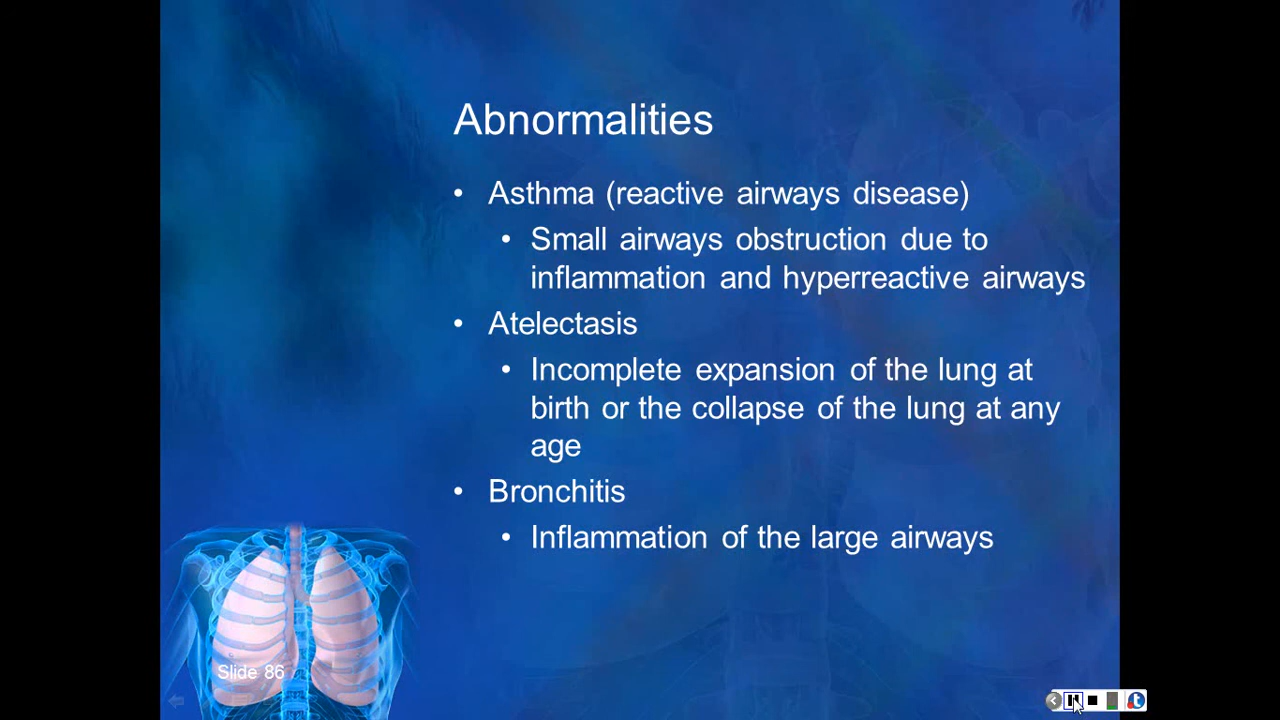 Abnormalities
• Asthma (reactive airways disease)
• Small airways obstruction due to
inflammation and hyperreactive airways
• Atelectasis
• Incomplete expansion of the lung at
birth or the collapse of the lung at any
age
• Bronchitis
• Inflammation of the large airways
Slide 86
t